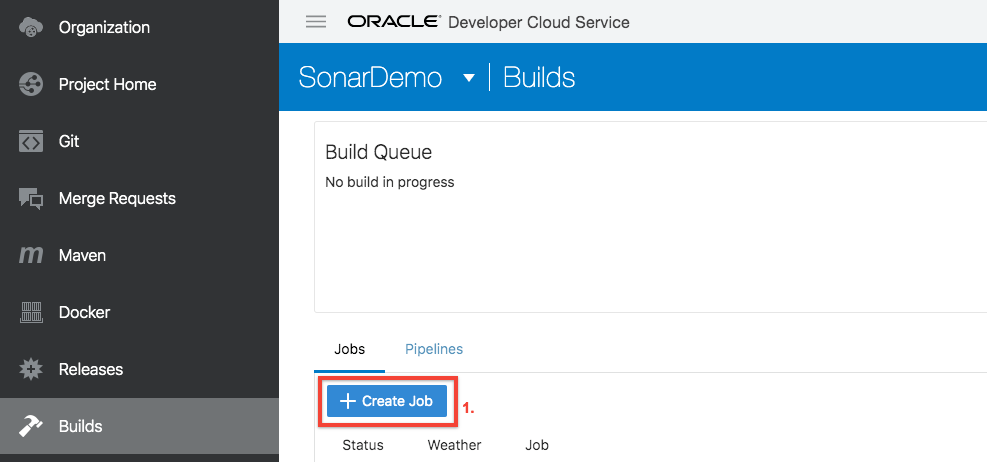 Organization
Project Home
Git
Merge Requests
m Maven
Docker
Releases
Builds
ORACLE® Developer Cloud Service
SonarDemo Builds
Build Queue
No build in progress
Jobs Pipelines
Create Job 1.
Status Weather Job